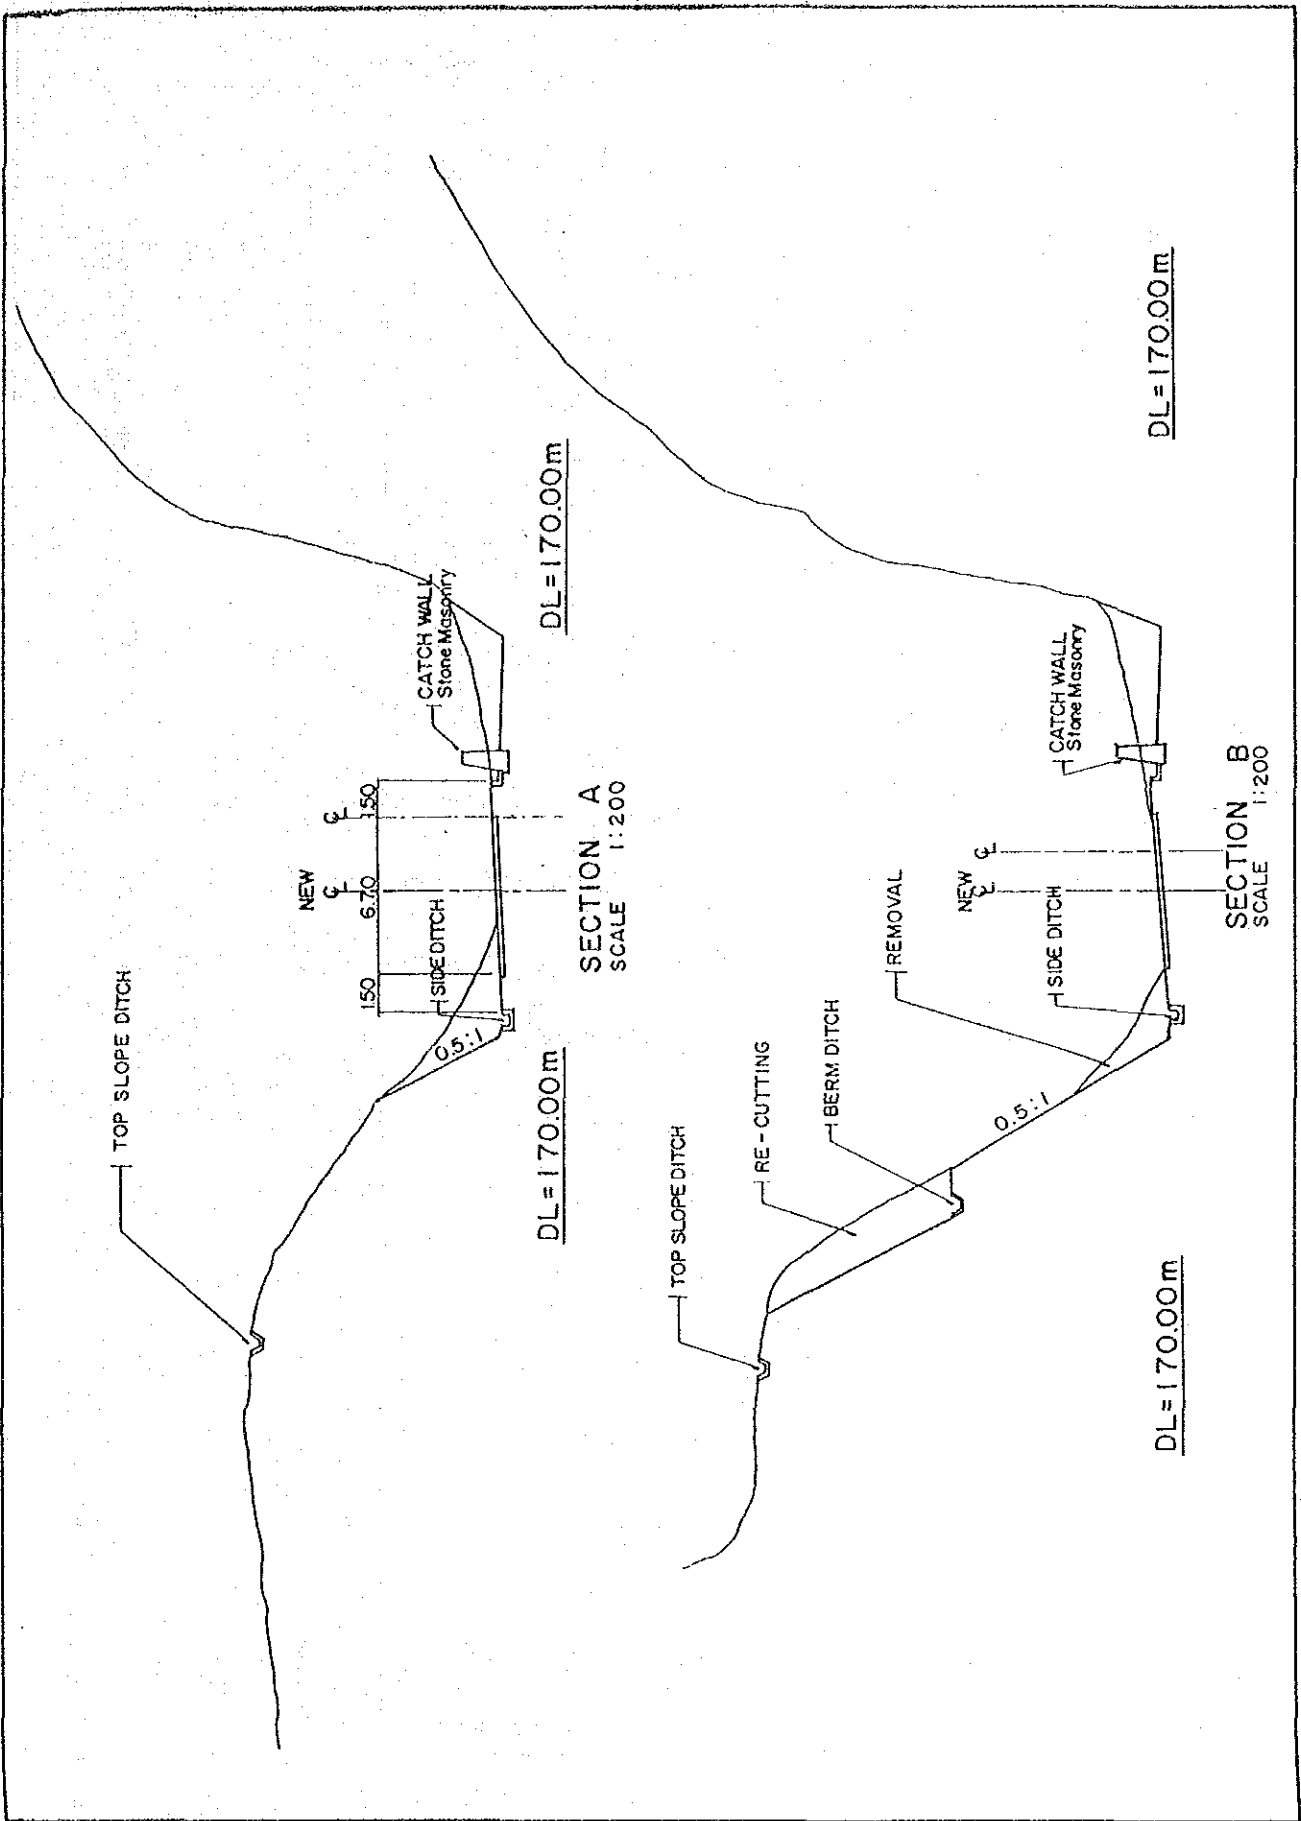 TOP SLOPE DITCH
NEW
C̵L
C̵L
1.50
6.70
1.50
SIDE DITCH
0.5:1
CATCH WALL
Stone Masonry
DL=170.00m
DL=170.00m
SECTION A
SCALE 1:200
TOP SLOPE DITCH
RE-CUTTING
BERM DITCH
REMOVAL
0.5:1
NEW
C̵L
C̵L
SIDE DITCH
CATCH WALL
Stone Masonry
DL=170.00m
DL=170.00m
SECTION B
SCALE 1:200